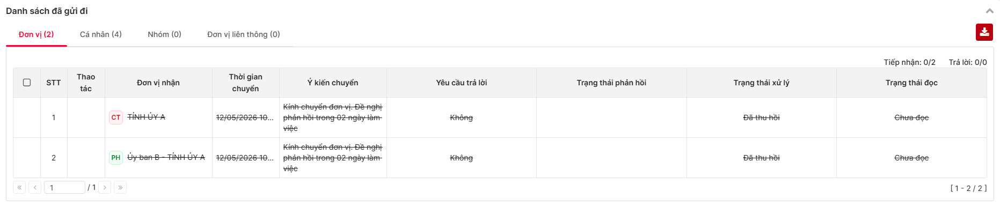 Danh sách đã gửi đi
Đơn vị (2) Cá nhân (4) Nhóm (0) Đơn vị liên thông (0)
Tiếp nhận: 0/2 Trả lời: 0/0
STT Thao tác Đơn vị nhận Thời gian chuyển Ý kiến chuyển Yêu cầu trả lời Trạng thái phản hồi Trạng thái xử lý Trạng thái đọc
1 CT TỈNH ỦY A 12/05/2026 10... Kính chuyển đơn vị. Đề nghị
phản hồi trong 02 ngày làm
việc
Không Đã thu hồi Chưa đọc
2 PH Ủy ban B - TỈNH ỦY A 12/05/2026 10... Kính chuyển đơn vị. Đề nghị
phản hồi trong 02 ngày làm
việc
Không Đã thu hồi Chưa đọc
« ‹ 1 / 1 › »
[ 1 - 2 / 2 ]